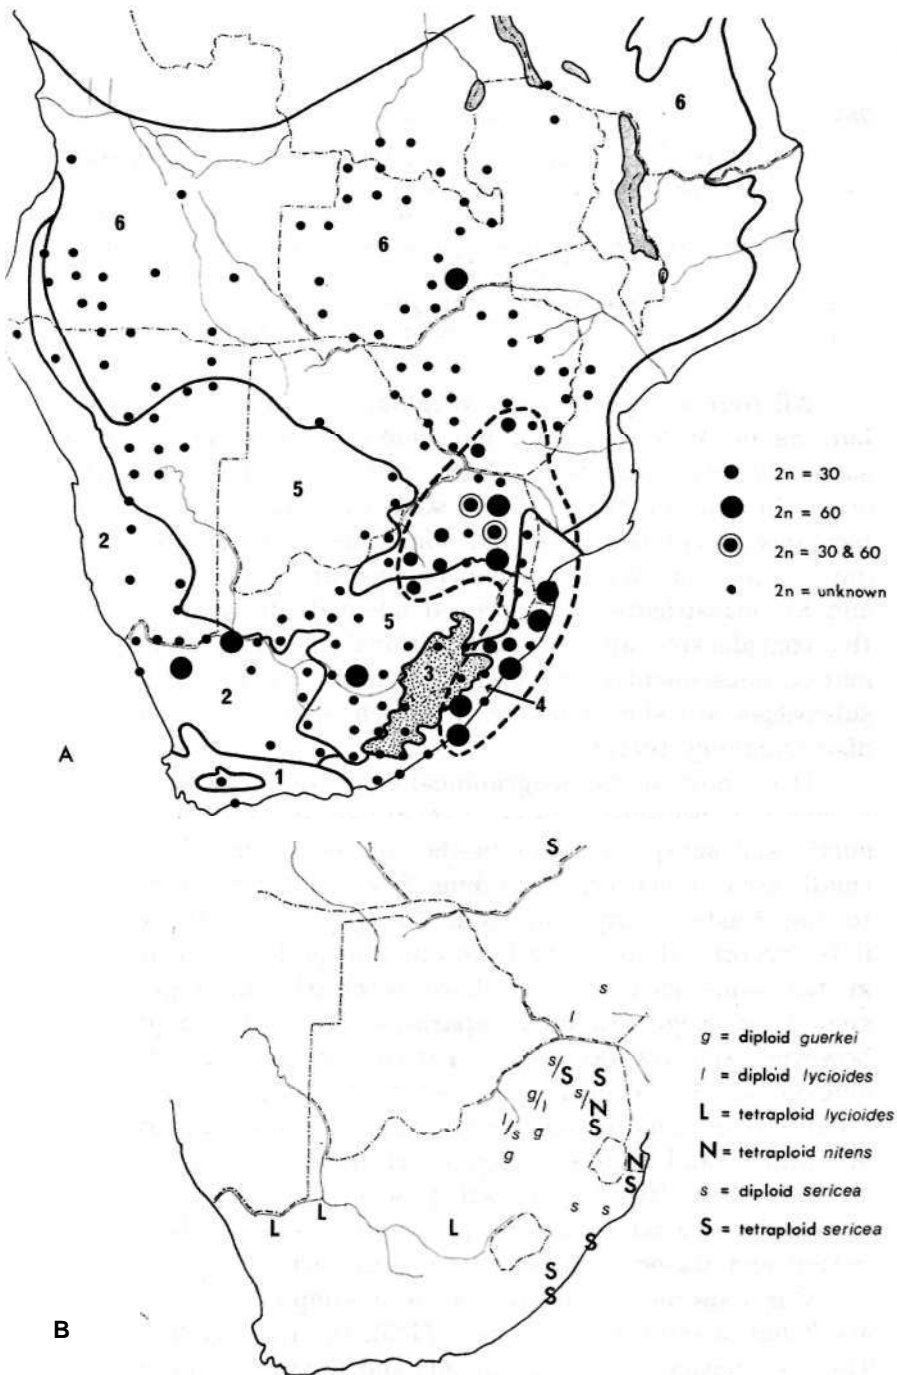 6
6
6
5
2
5
3
2
4
1
A
2n = 30
2n = 60
2n = 30 & 60
2n = unknown
S
s
l
s/S S
g/l s/N
S
l/s g
g
N
S
s s
L L L
S
S
S
B
g = diploid guerkei
l = diploid lycioides
L = tetraploid lycioides
N = tetraploid nitens
s = diploid sericea
S = tetraploid sericea